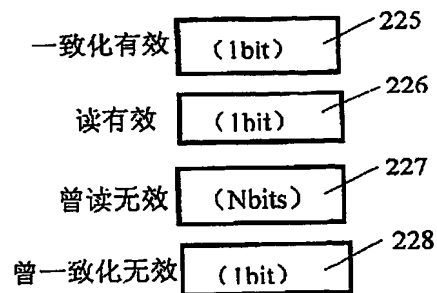 一致化有效 （1bit） 225
读有效 （1bit） 226
曾读无效 （Nbits） 227
曾一致化无效 （1bit） 228